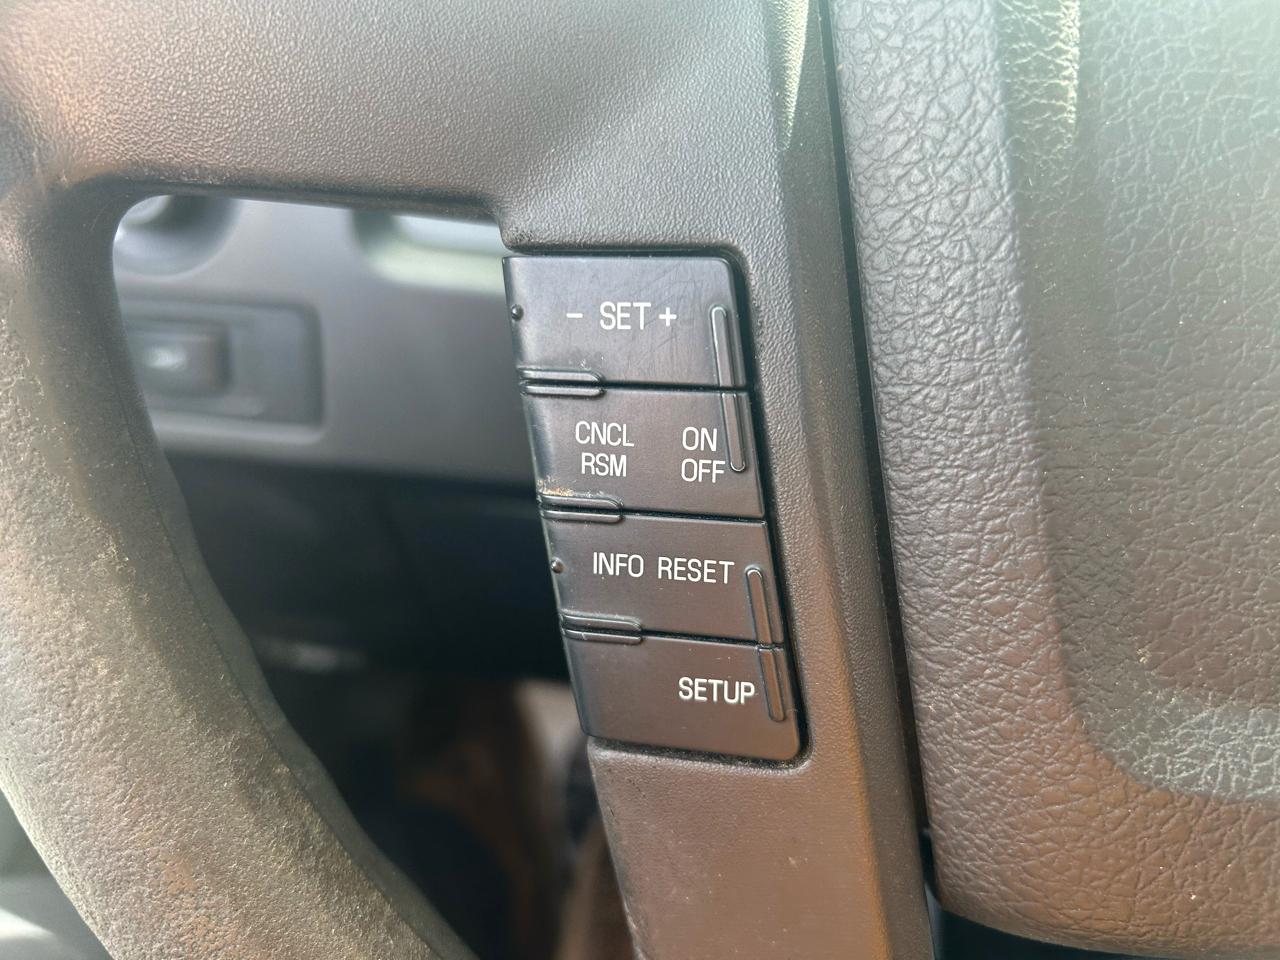 - SET +
CNCL ON
RSM OFF
INFO RESET
SETUP